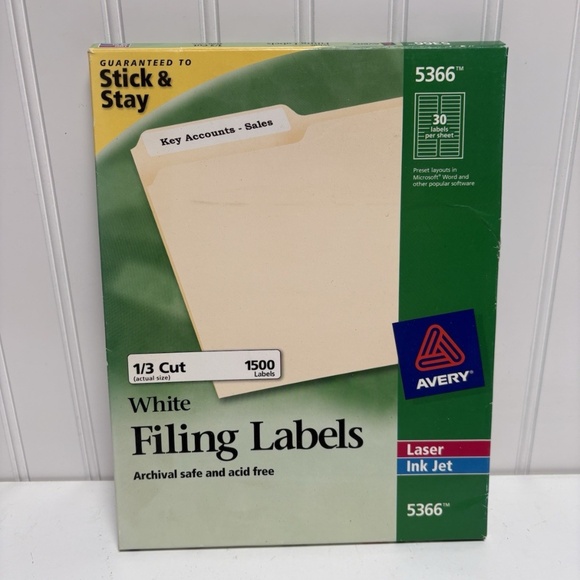 GUARANTEED TO
Stick &
Stay
Key Accounts - Sales
5366™
30
labels
per sheet
Preset layouts in
Microsoft® Word and
other popular software
AVERY®
1/3 Cut
(actual size)
1500
Labels
White
Filing Labels
Archival safe and acid free
Laser
Ink Jet
5366™